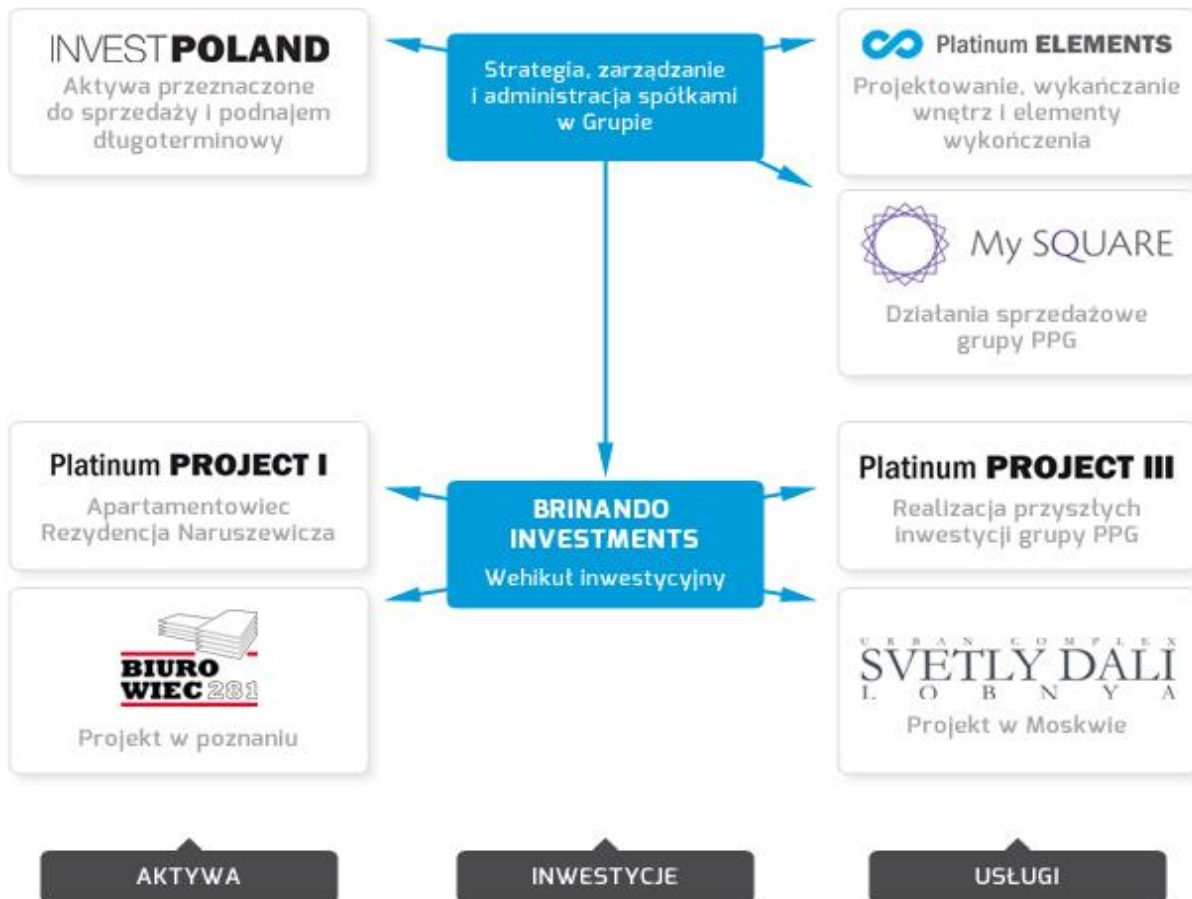 INVESTPOLAND
Aktywa przeznaczone
do sprzedaży i podnajem
długoterminowy
Strategia, zarządzanie
i administracja spółkami
w Grupie
Platinum ELEMENTS
Projektowanie, wykańczanie
wnętrz i elementy
wykończenia
My SQUARE
Działania sprzedażowe
grupy PPG
Platinum PROJECT I
Apartamentowiec
Rezydencja Naruszewicza
BRINANDO
INVESTMENTS
Wehikuł inwestycyjny
Platinum PROJECT III
Realizacja przyszłych
inwestycji grupy PPG
BIURO
WIEC 281
Projekt w poznaniu
URBAN COMPLEX
SVETLY DALI
LOBNYA
Projekt w Moskwie
AKTYWA
INWESTYCJE
USŁUGI